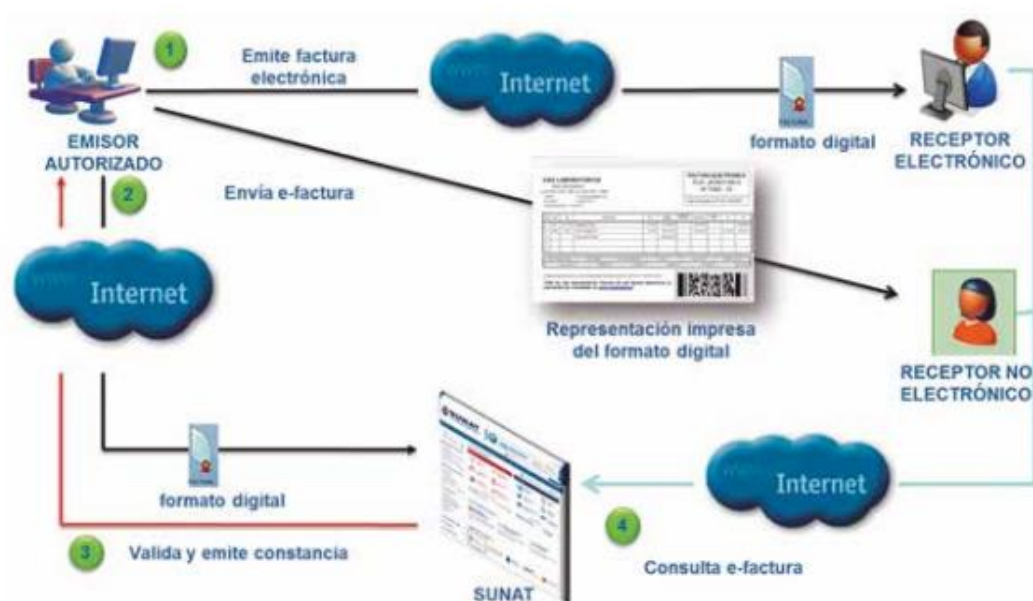 1
Emite factura
electrónica
Internet
formato digital
RECEPTOR
ELECTRÓNICO
EMISOR
AUTORIZADO
2
Envía e-factura
Internet
Representación impresa
del formato digital
RECEPTOR NO
ELECTRÓNICO
formato digital
Internet
3
Valida y emite constancia
SUNAT
4
Consulta e-factura